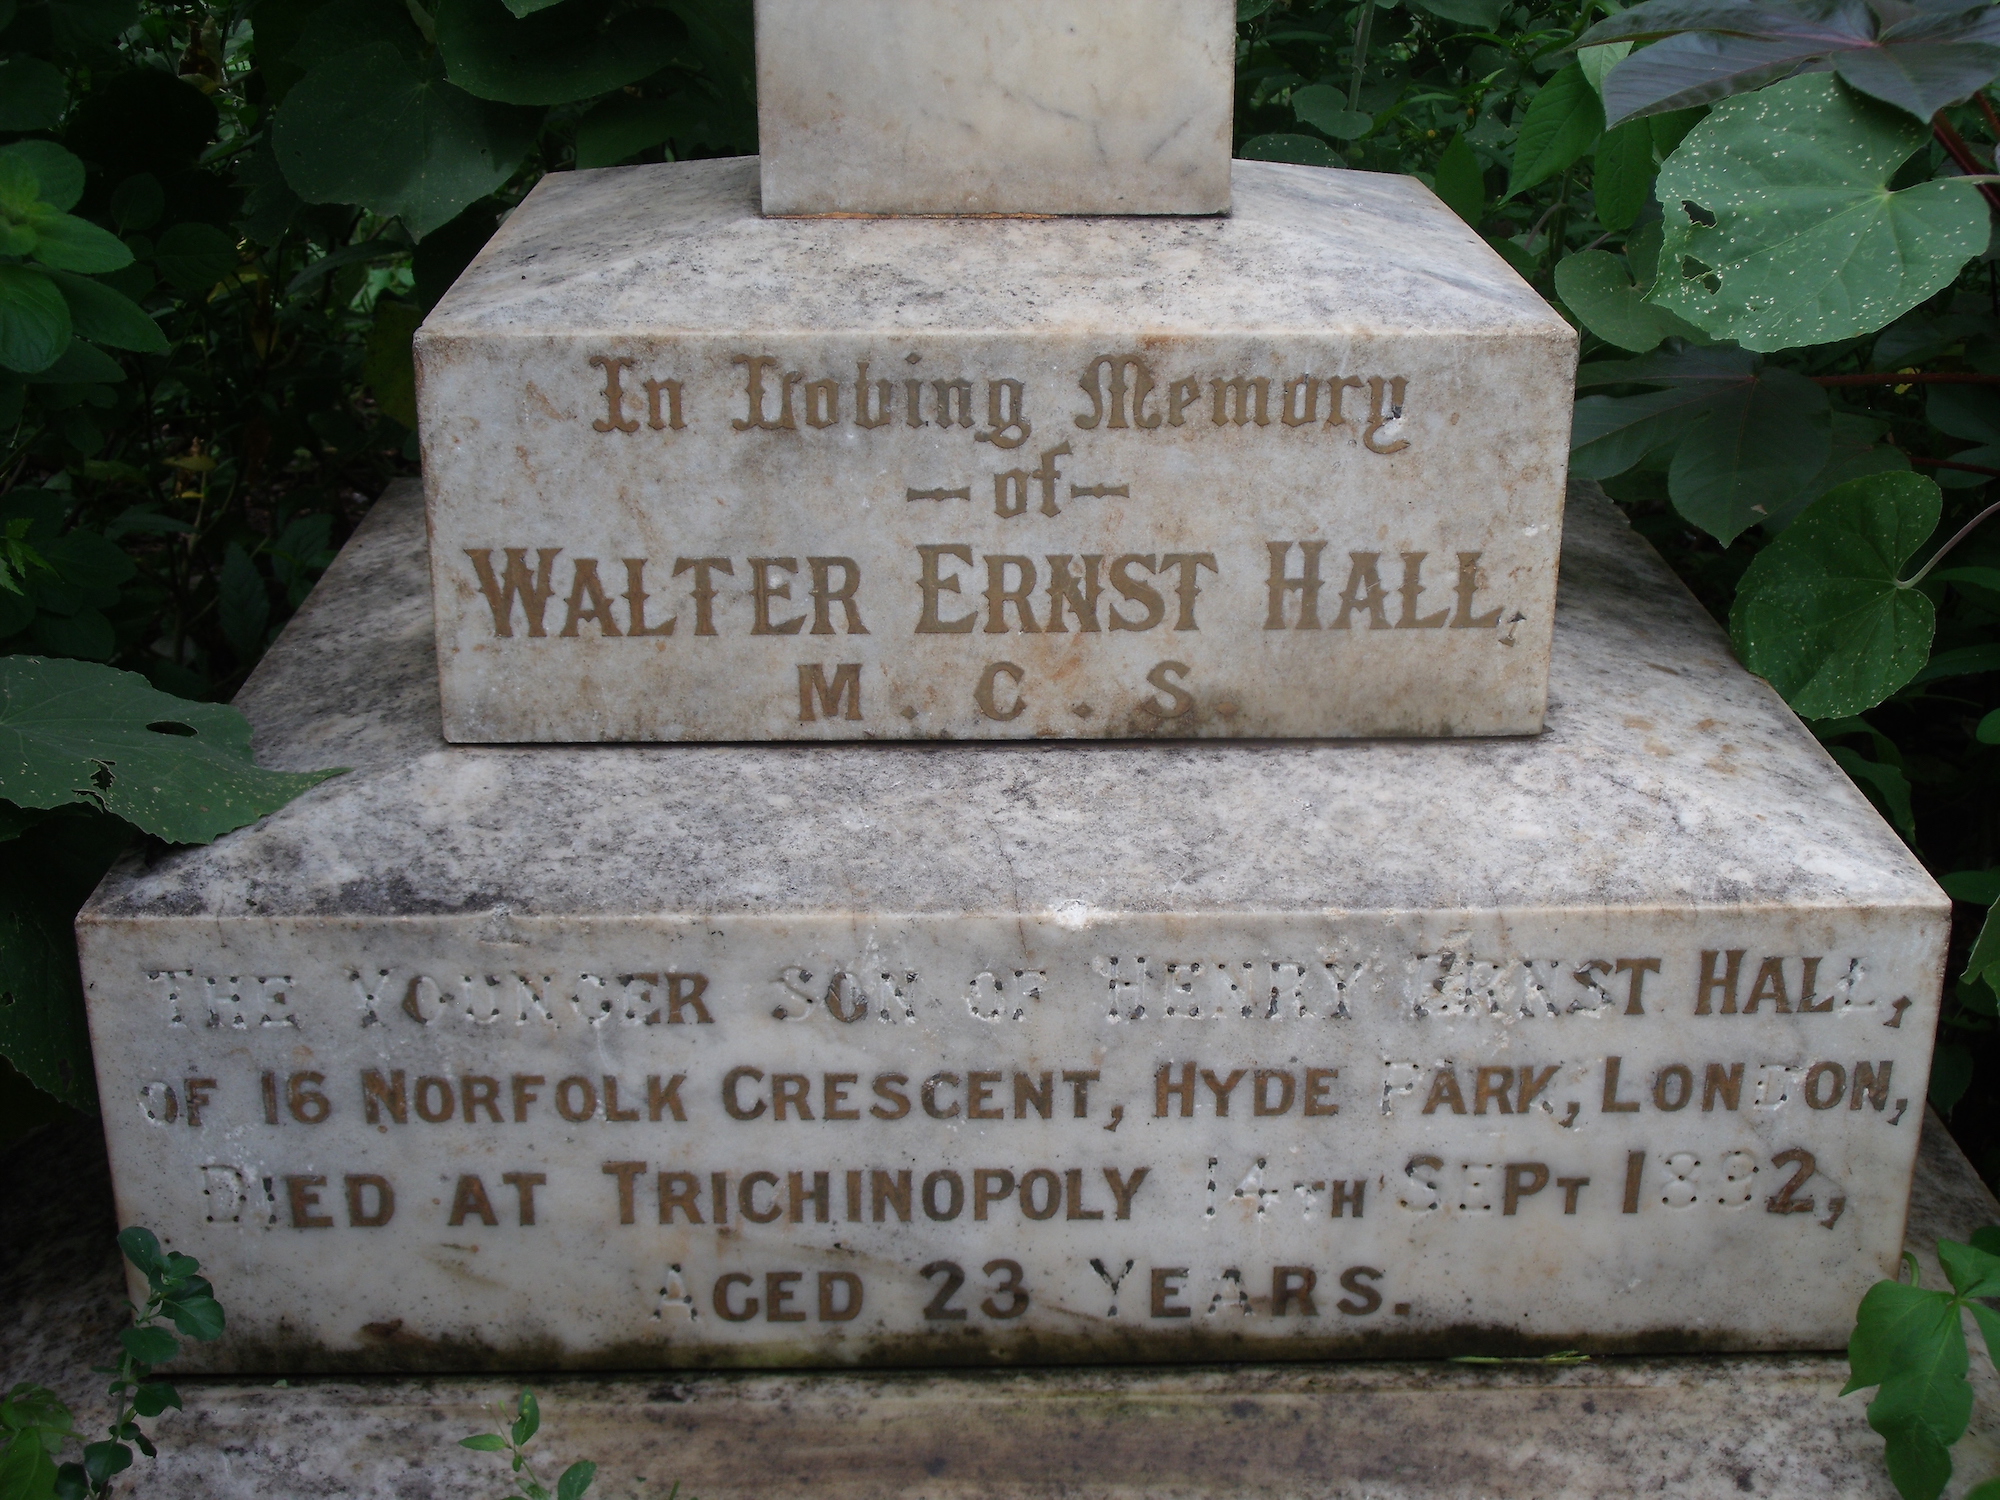 In Loving Memory
- of -
WALTER ERNST HALL,
M. C. S.
THE YOUNGER SON OF HENRY ERNST HALL,
OF 16 NORFOLK CRESCENT, HYDE PARK, LONDON,
DIED AT TRICHINOPOLY 14TH SEPT 1892,
AGED 23 YEARS.